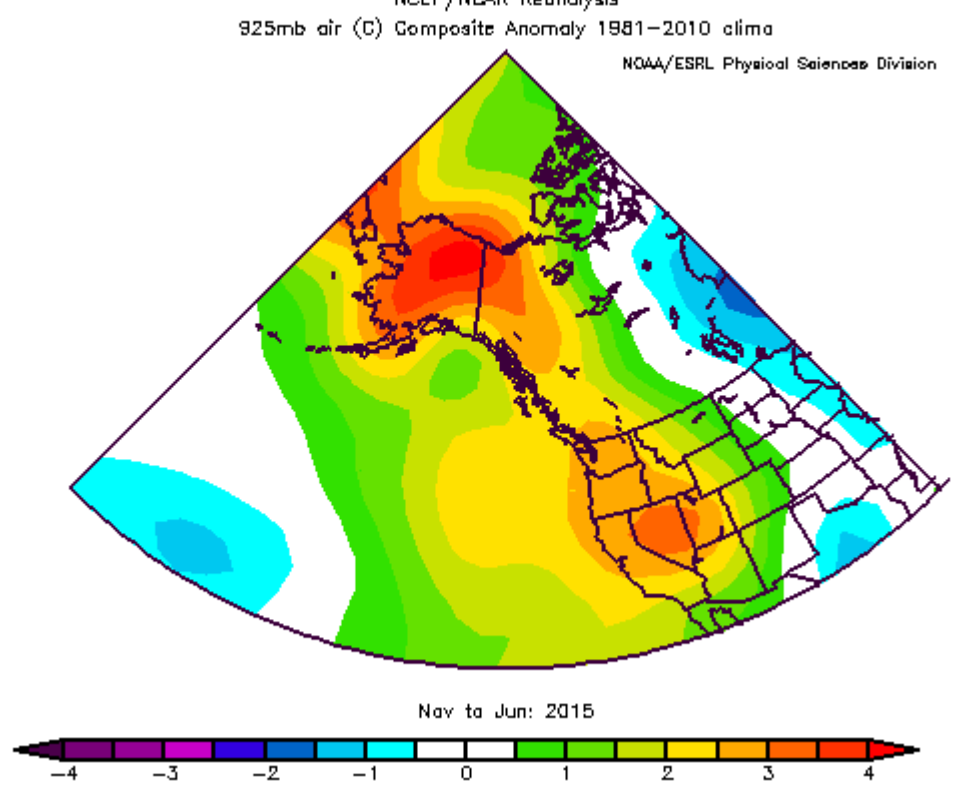 925mb air (C) Composite Anomaly 1981-2010 clima
NOAA/ESRL Physical Sciences Division
Nov to Jun: 2015
-4 -3 -2 -1 0 1 2 3 4